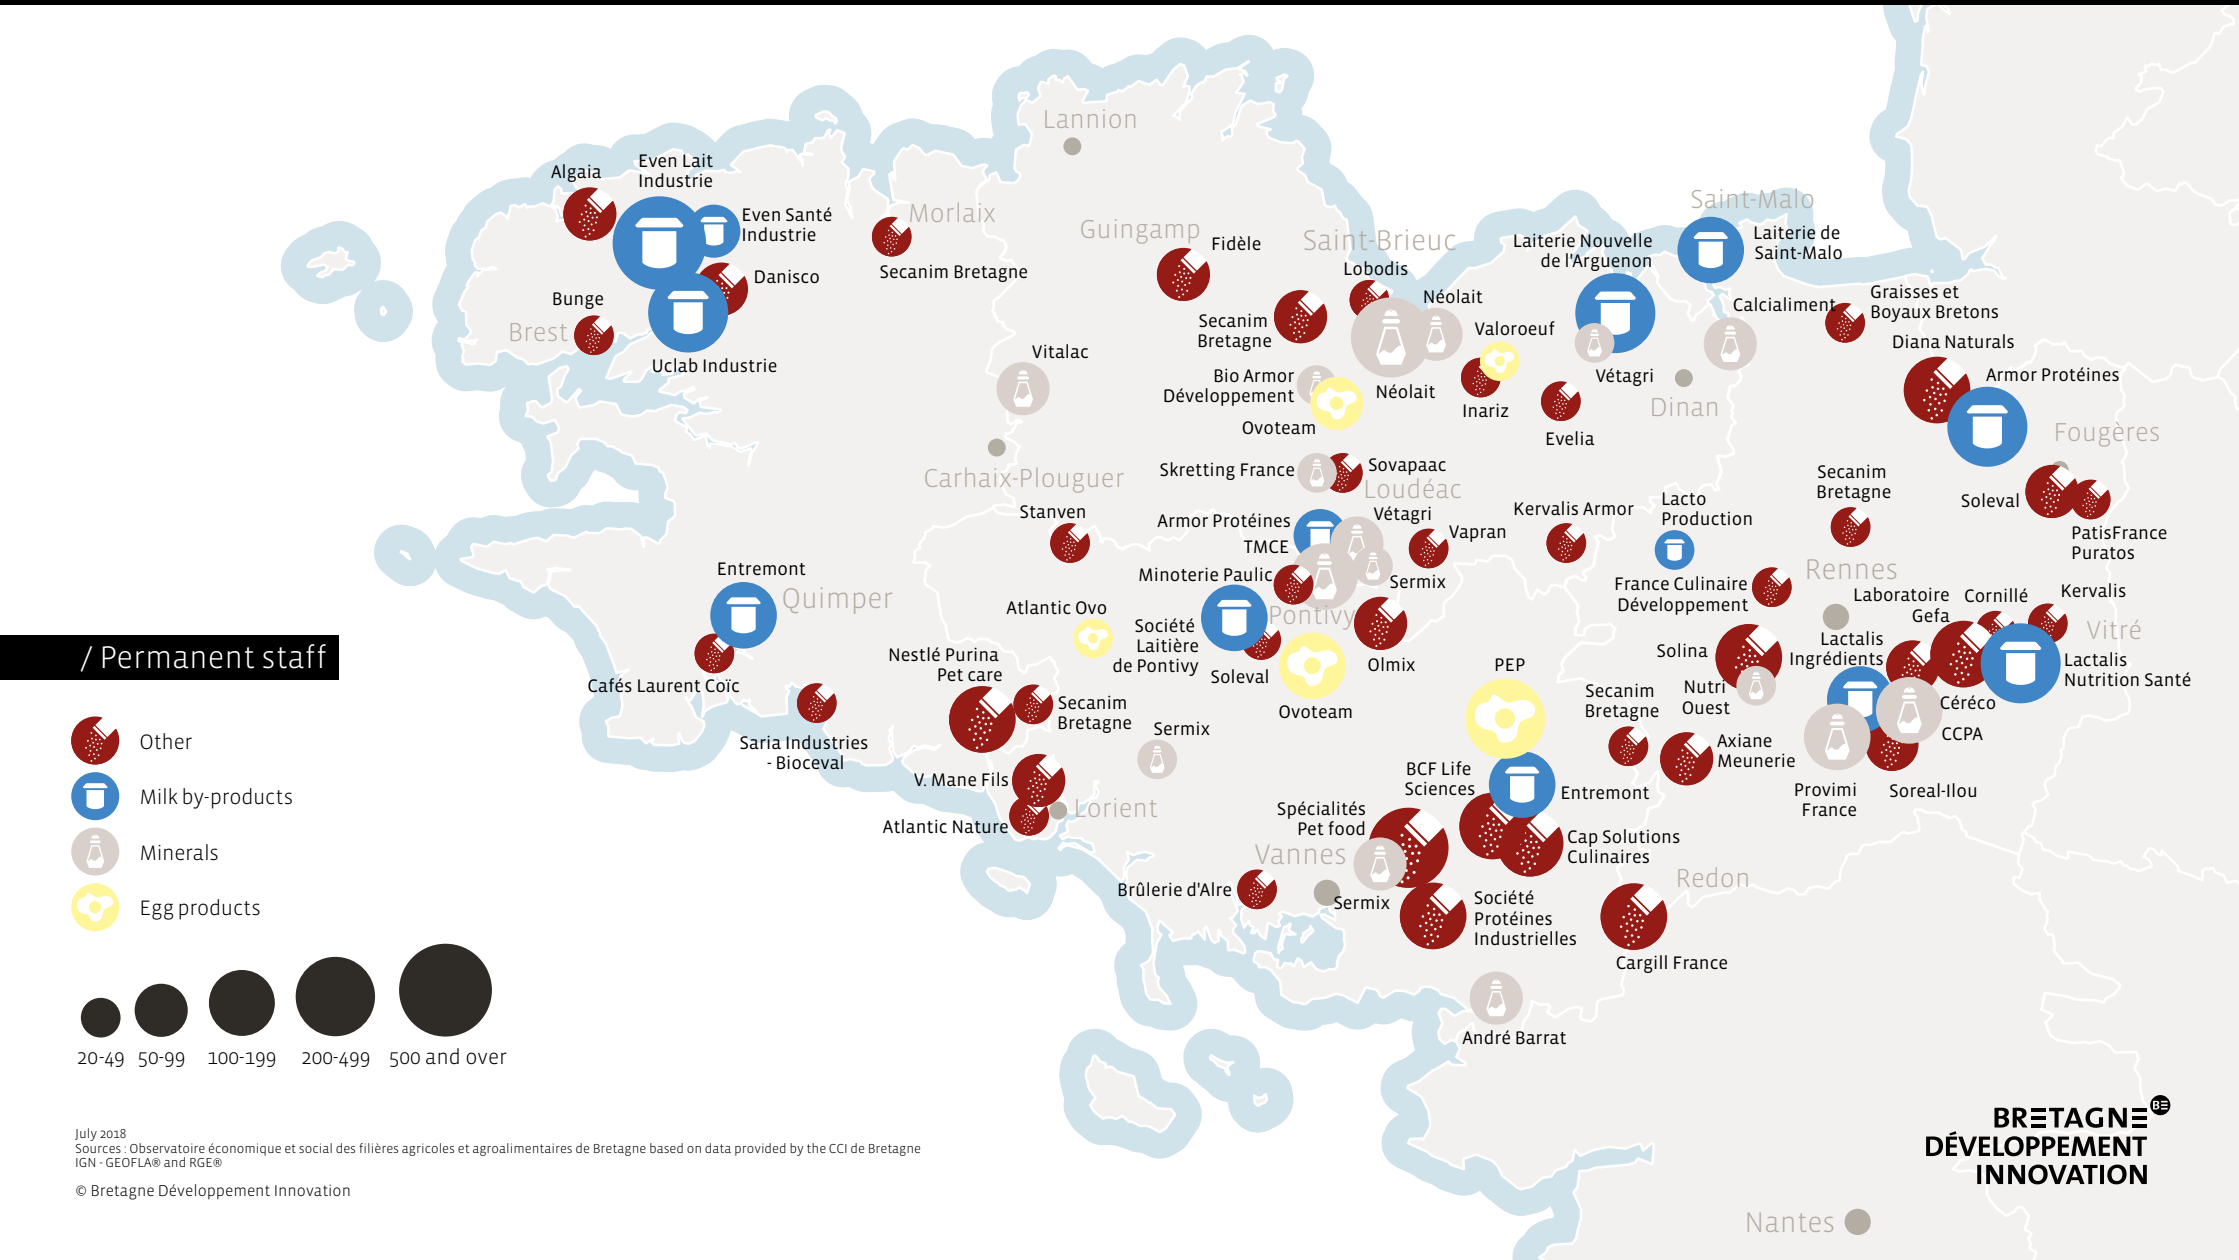 Lannion
Algaia
Even Lait
Industrie
Even Santé
Industrie
Danisco
Bunge
Brest
Uclab Industrie
Morlaix
Secanim Bretagne
Guingamp
Fidèle
Saint-Brieuc
Lobodis
Néolait
Secanim
Bretagne
Valoroeuf
Laiterie Nouvelle
de l'Arguenon
Saint-Malo
Laiterie de
Saint-Malo
Calcialiment
Graisses et
Boyaux Bretons
Diana Naturals
Armor Protéines
Fougères
Vitalac
Bio Armor
Développement
Néolait
Ovoteam
Inariz
Evelia
Vétagri
Dinan
Carhaix-Plouguer
Stanven
Skretting France
Sovapaac
Loudéac
Vétagri
Armor Protéines
TMCE
Vapran
Kervalis Armor
Lacto
Production
Secanim
Bretagne
Soleval
PatisFrance
Puratos
Entremont
Quimper
Cafés Laurent Coïc
Minoterie Paulic
Sermix
Atlantic Ovo
Société
Laitière
de Pontivy
Pontivy
Soleval
Olmix
Ovoteam
France Culinaire
Développement
Rennes
Laboratoire
Gefa
Cornillé
Kervalis
Vitré
Solina
Lactalis
Ingrédients
Lactalis
Nutrition Santé
Nutri
Ouest
Céréco
CCPA
Nestlé Purina
Pet care
Secanim
Bretagne
Saria Industries
- Bioceval
Sermix
V. Mane Fils
Lorient
Atlantic Nature
PEP
Secanim
Bretagne
Axiane
Meunerie
Provimi
France
Soreal-Ilou
BCF Life
Sciences
Entremont
Spécialités
Pet food
Cap Solutions
Culinaires
Vannes
Redon
Brûlerie d'Alre
Sermix
Société
Protéines
Industrielles
Cargill France
André Barrat
Nantes
/ Permanent staff
Other
Milk by-products
Minerals
Egg products
20-49 50-99 100-199 200-499 500 and over
July 2018
Sources : Observatoire économique et social des filières agricoles et agroalimentaires de Bretagne based on data provided by the CCI de Bretagne
IGN - GEOFLA® and RGE®
© Bretagne Développement Innovation
BRETAGNE
BE
DÉVELOPPEMENT
INNOVATION